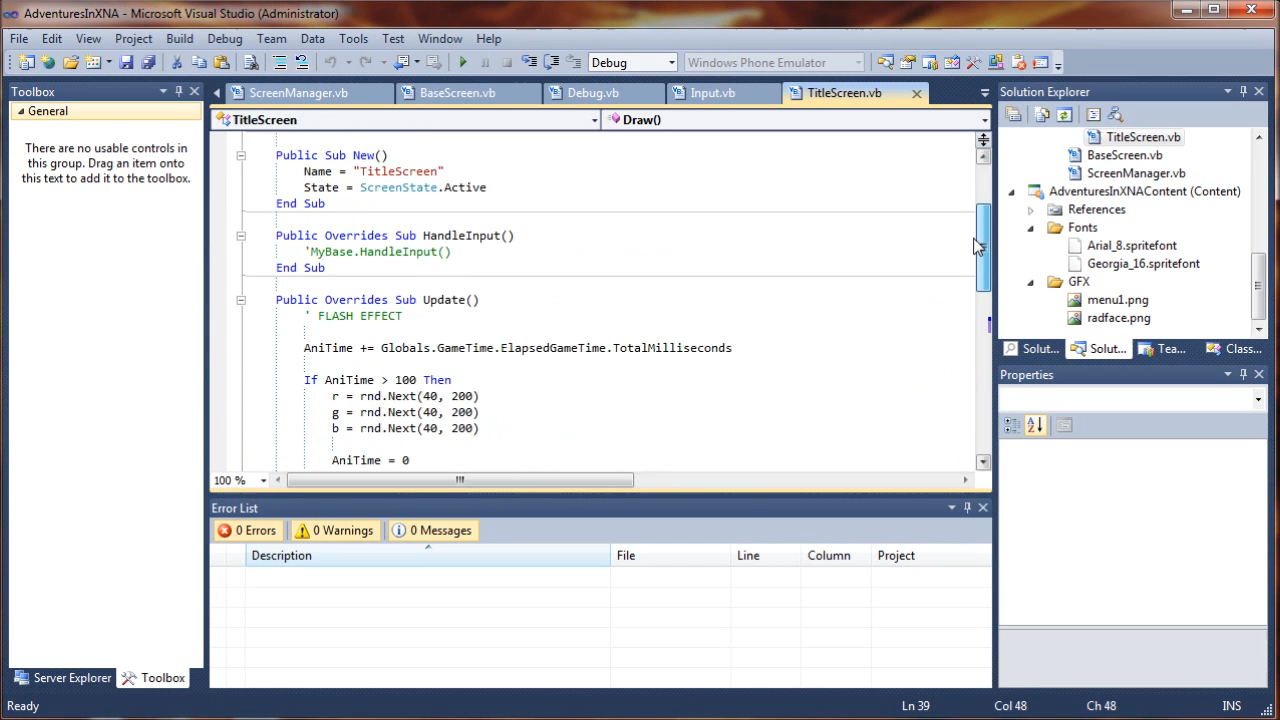 AdventuresInXNA - Microsoft Visual Studio (Administrator)
File Edit View Project Build Debug Team Data Tools Test Window Help
Debug Windows Phone Emulator
Toolbox
General
There are no usable controls in
this group. Drag an item onto
this text to add it to the toolbox.
Server Explorer Toolbox
ScreenManager.vb BaseScreen.vb Debug.vb Input.vb TitleScreen.vb
TitleScreen Draw()
Public Sub New()
Name = "TitleScreen"
State = ScreenState.Active
End Sub
Public Overrides Sub HandleInput()
'MyBase.HandleInput()
End Sub
Public Overrides Sub Update()
' FLASH EFFECT
AniTime += Globals.GameTime.ElapsedGameTime.TotalMilliseconds
If AniTime > 100 Then
r = rnd.Next(40, 200)
g = rnd.Next(40, 200)
b = rnd.Next(40, 200)
AniTime = 0
100 %
Error List
0 Errors 0 Warnings 0 Messages
Description File Line Column Project
Solution Explorer
TitleScreen.vb
BaseScreen.vb
ScreenManager.vb
AdventuresInXNAContent (Content)
References
Fonts
Arial_8.spritefont
Georgia_16.spritefont
GFX
menu1.png
radface.png
Solut... Solut... Tea... Class...
Properties
Ready Ln 39 Col 48 Ch 48 INS